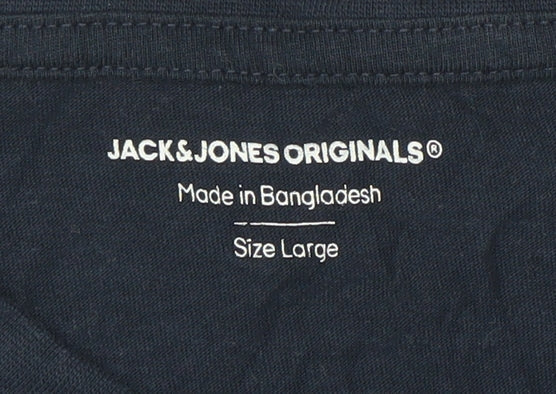 JACK&JONES ORIGINALS®
Made in Bangladesh
Size Large